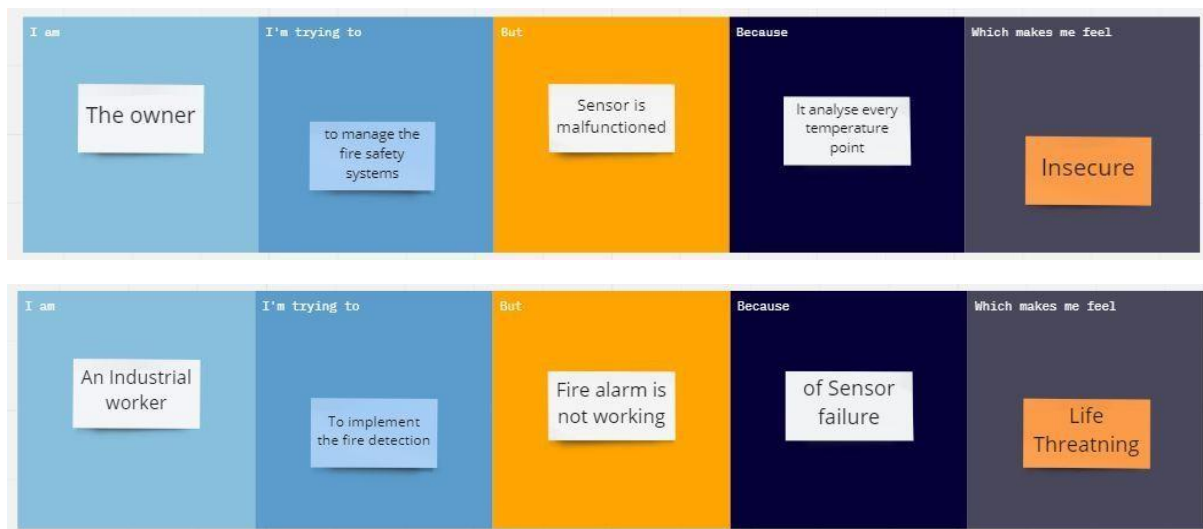 I am
I'm trying to
But
Because
Which makes me feel
The owner
to manage the
fire safety
systems
Sensor is
malfunctioned
It analyse every
temperature
point
Insecure
I am
I'm trying to
But
Because
Which makes me feel
An Industrial
worker
To implement
the fire detection
Fire alarm is
not working
of Sensor
failure
Life
Threatning